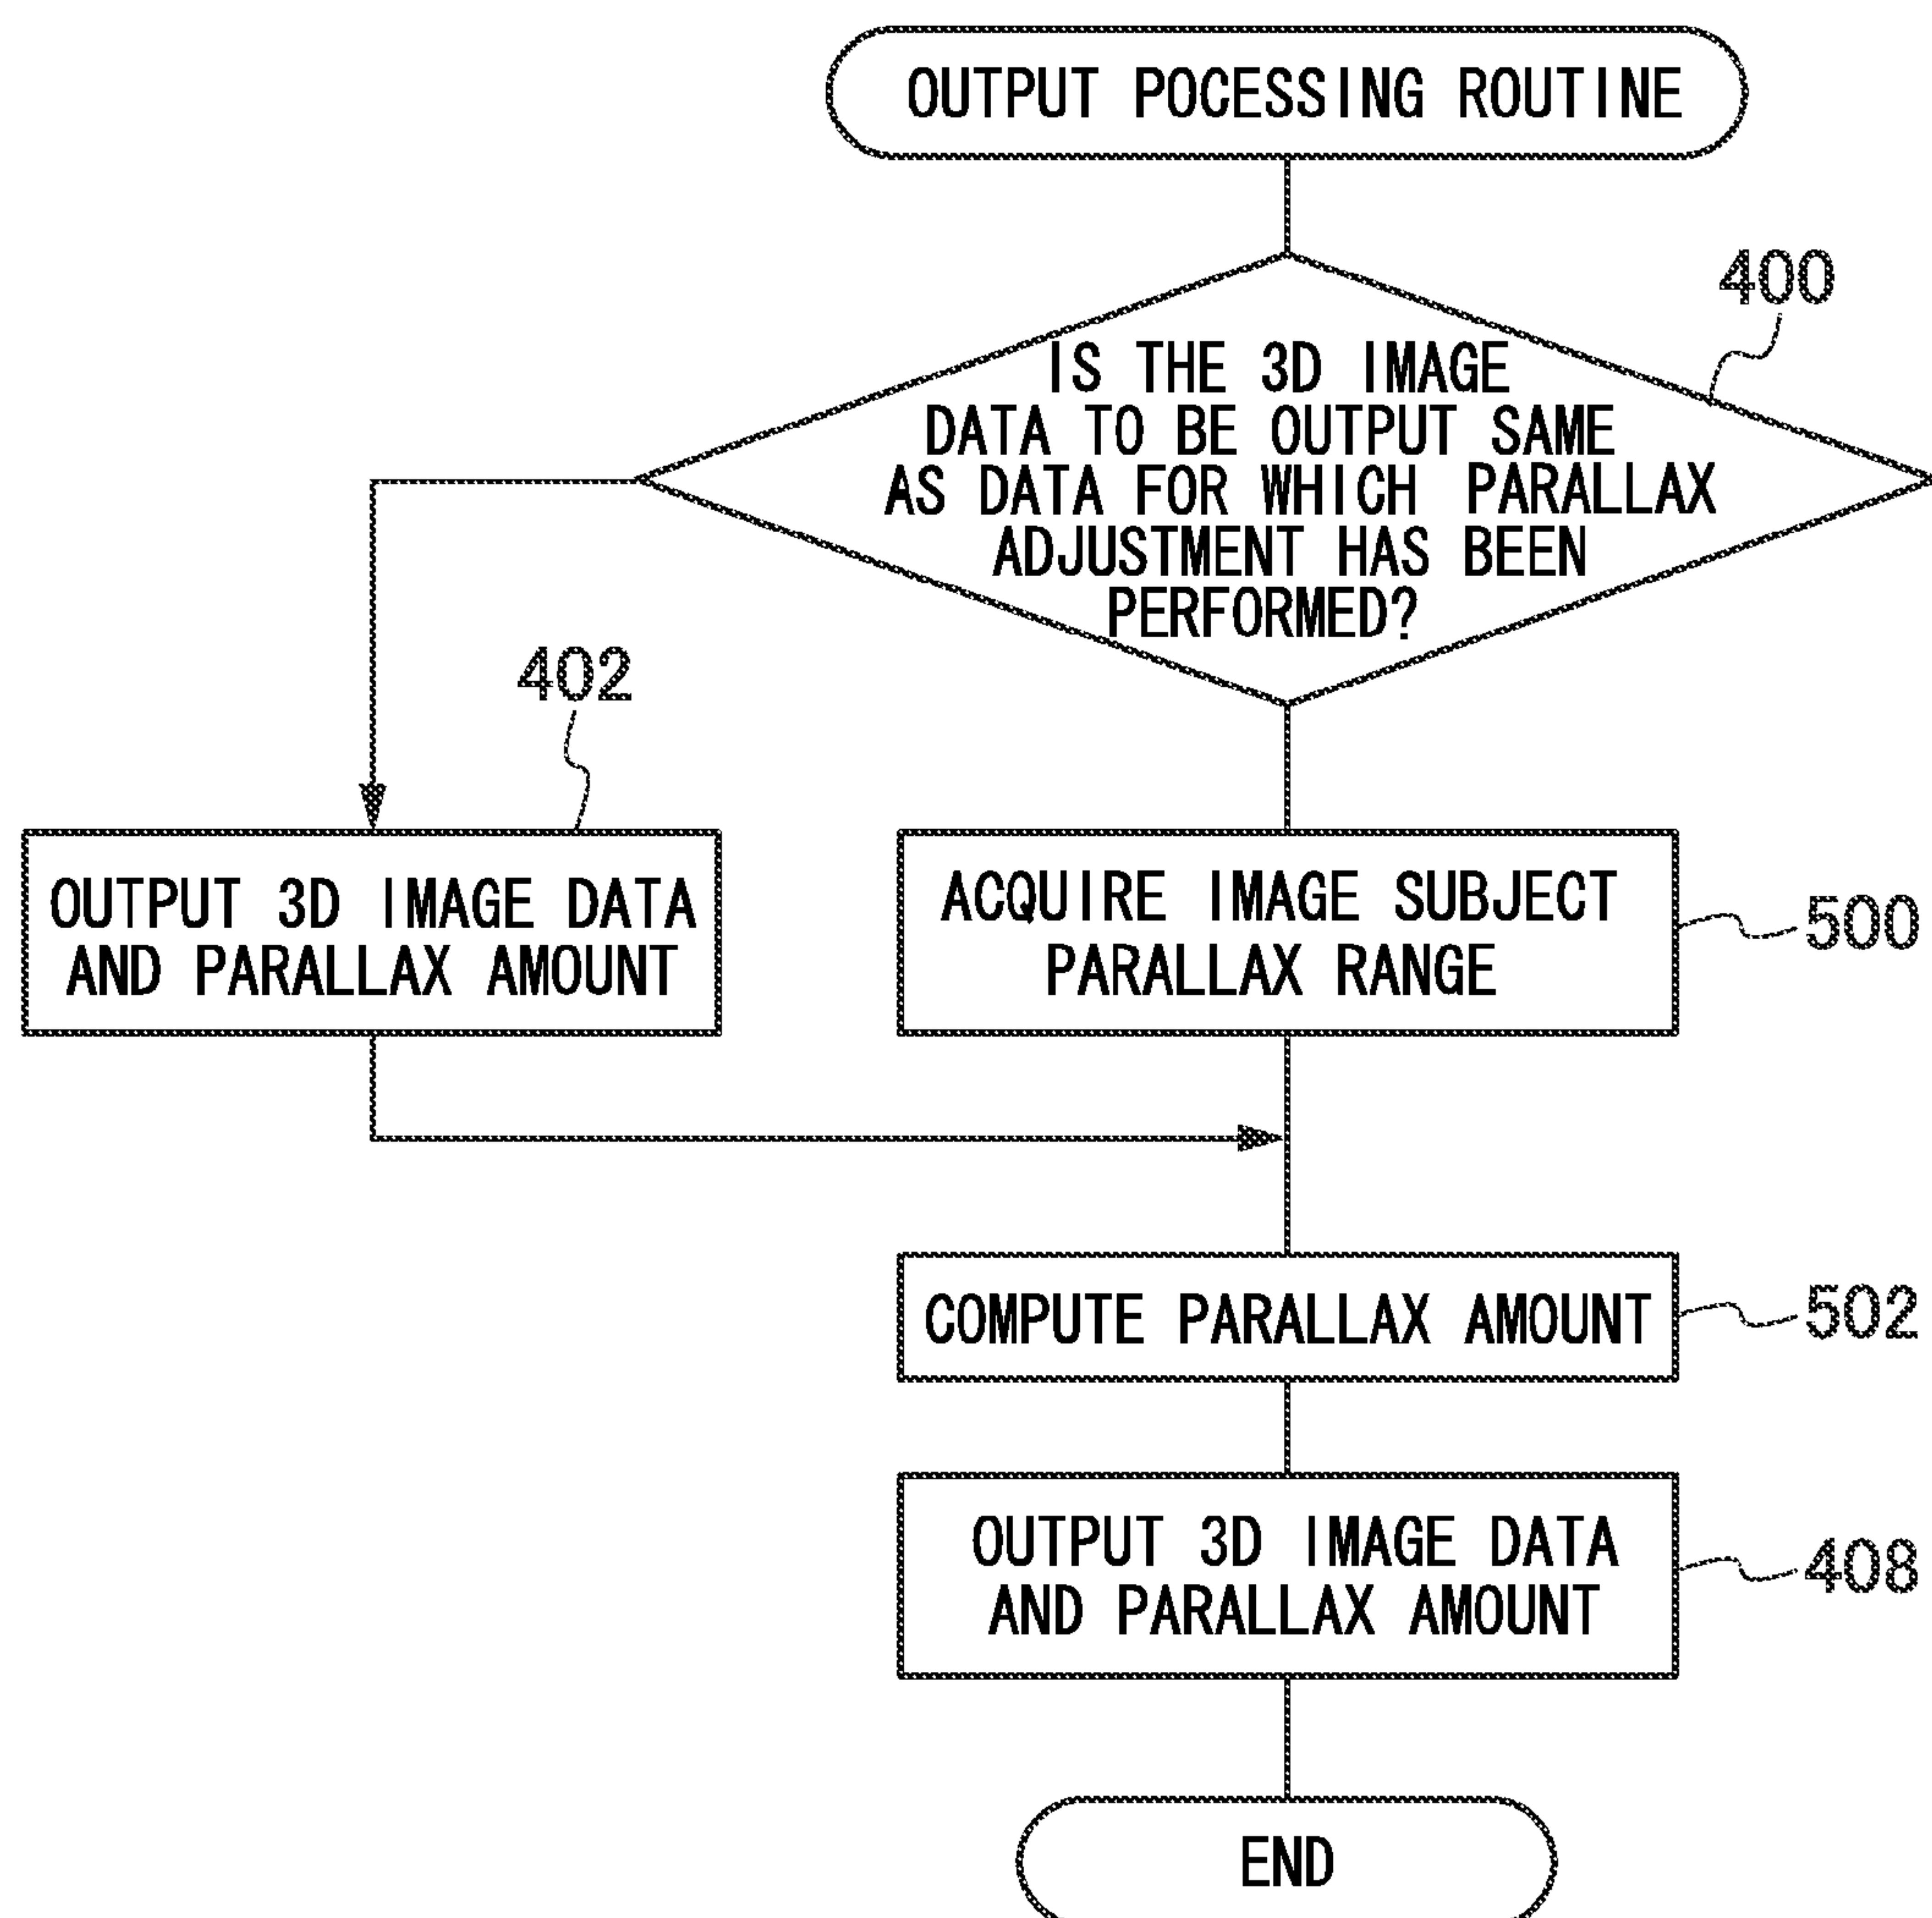 OUTPUT POCESSING ROUTINE
400
IS THE 3D IMAGE
DATA TO BE OUTPUT SAME
AS DATA FOR WHICH PARALLAX
ADJUSTMENT HAS BEEN
PERFORMED?
402
OUTPUT 3D IMAGE DATA
AND PARALLAX AMOUNT
ACQUIRE IMAGE SUBJECT
PARALLAX RANGE
500
COMPUTE PARALLAX AMOUNT
502
OUTPUT 3D IMAGE DATA
AND PARALLAX AMOUNT
408
END